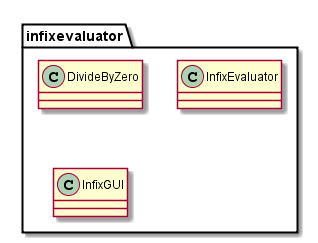 infixevaluator
C DivideByZero
C InfixEvaluator
C InfixGUI